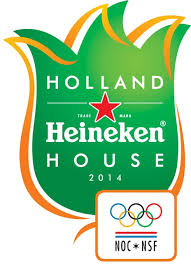 HOLLAND
TRADE MARK
Heineken
HOUSE
2014
NOC★NSF